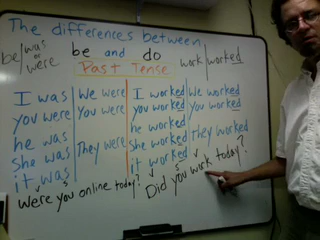 The differences between
be/was or were be and do work/worked
Past Tense
I was We were I worked We worked
you were You were you worked You worked
he was he worked
she was They were she worked They worked
it was it worked
v s v s v
Were you online today? Did you work today?